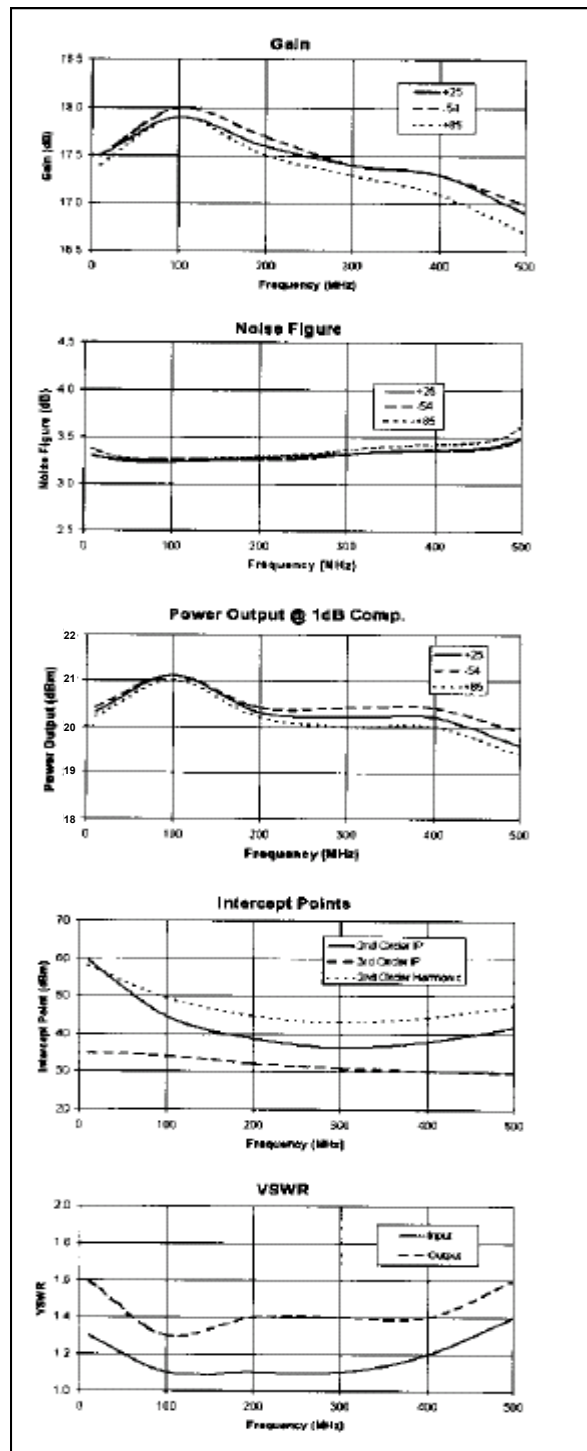 Gain
18.5
18.0
17.5
17.0
16.5
Gain (dB)
+25
-54
+85
0 100 200 300 400 500
Frequency (MHz)
Noise Figure
4.5
4.0
3.5
3.0
2.5
Noise Figure (dB)
+25
-54
+85
0 100 200 300 400 500
Frequency (MHz)
Power Output @ 1dB Comp.
22
21
20
19
18
Power Output (dBm)
+25
-54
+85
0 100 200 300 400 500
Frequency (MHz)
Intercept Points
70
60
50
40
30
20
Intercept Point (dBm)
2nd Order IP
3rd Order IP
2nd Order Harmonic
0 100 200 300 400 500
Frequency (MHz)
VSWR
2.0
1.8
1.6
1.4
1.2
1.0
VSWR
Input
Output
0 100 200 300 400 500
Frequency (MHz)